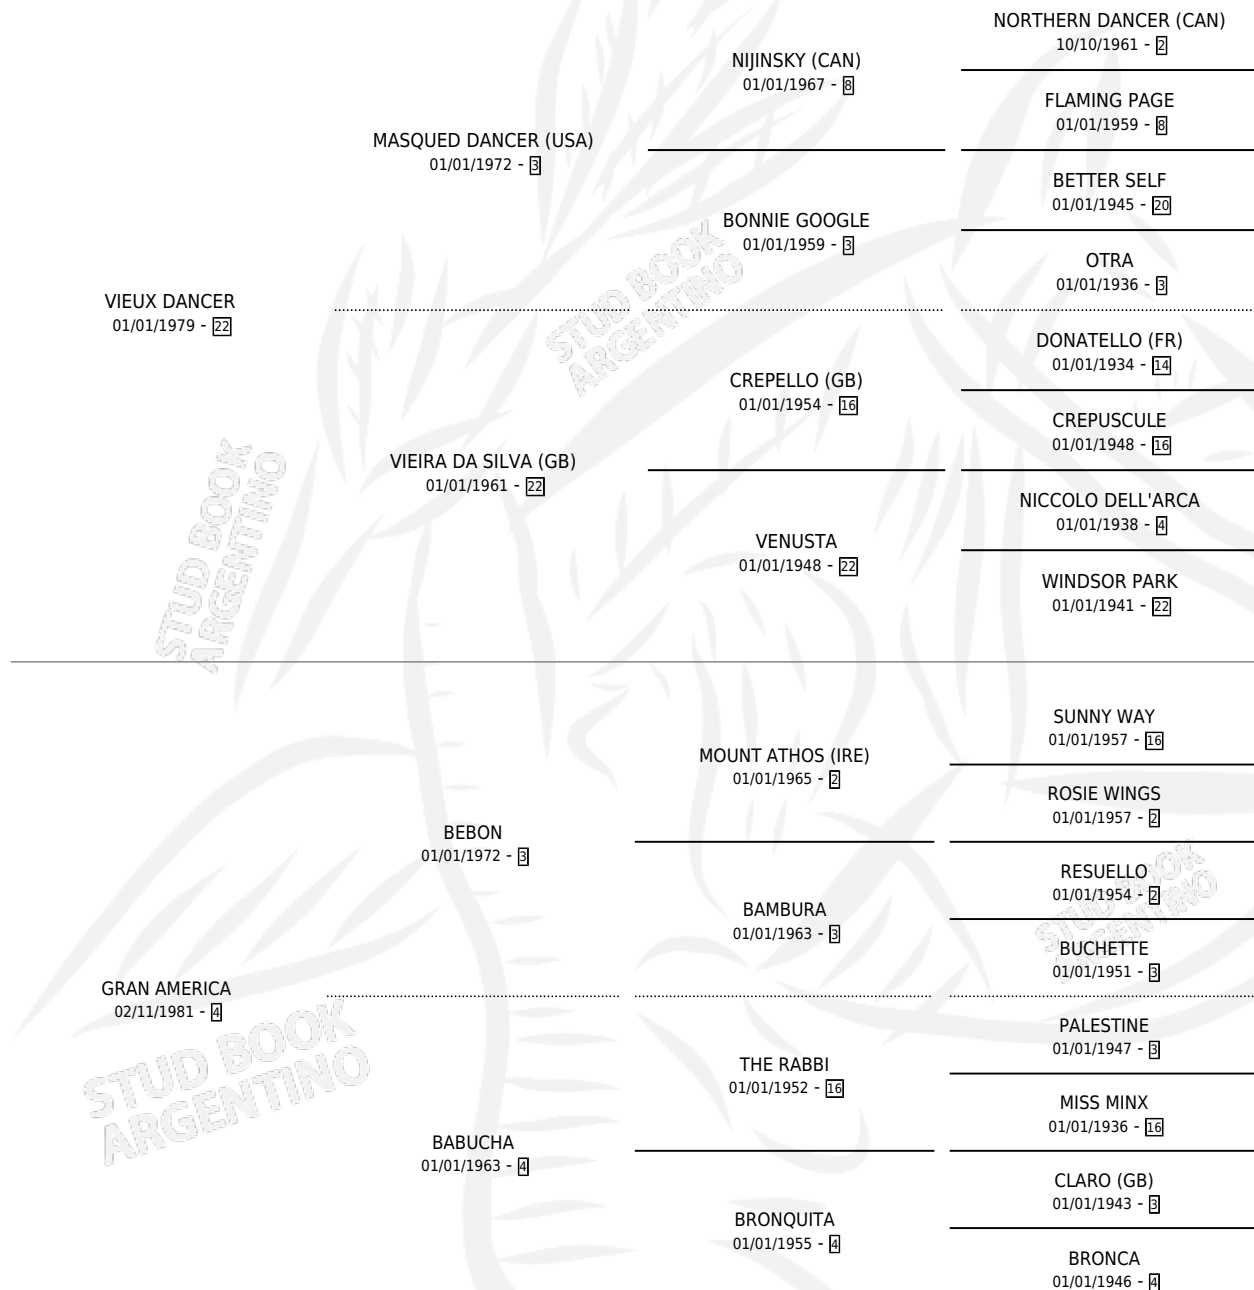 NORTHERN DANCER (CAN)
10/10/1961 - 2
NIJINSKY (CAN)
01/01/1967 - 8
FLAMING PAGE
01/01/1959 - 8
MASQUED DANCER (USA)
01/01/1972 - 3
BETTER SELF
01/01/1945 - 20
BONNIE GOOGLE
01/01/1959 - 3
OTRA
01/01/1936 - 3
VIEUX DANCER
01/01/1979 - 22
DONATELLO (FR)
01/01/1934 - 14
CREPELLO (GB)
01/01/1954 - 16
CREPUSCULE
01/01/1948 - 16
VIEIRA DA SILVA (GB)
01/01/1961 - 22
NICCOLO DELL'ARCA
01/01/1938 - 4
VENUSTA
01/01/1948 - 22
WINDSOR PARK
01/01/1941 - 22
SUNNY WAY
01/01/1957 - 16
MOUNT ATHOS (IRE)
01/01/1965 - 2
ROSIE WINGS
01/01/1957 - 2
BEBON
01/01/1972 - 3
RESUELLO
01/01/1954 - 2
BAMBURA
01/01/1963 - 3
BUCHETTE
01/01/1951 - 3
GRAN AMERICA
02/11/1981 - 4
PALESTINE
01/01/1947 - 3
THE RABBI
01/01/1952 - 16
MISS MINX
01/01/1936 - 16
BABUCHA
01/01/1963 - 4
CLARO (GB)
01/01/1943 - 3
BRONQUITA
01/01/1955 - 4
BRONCA
01/01/1946 - 4
STUD BOOK
ARGENTINO
STUD BOOK
ARGENTINO
STUD BOOK
ARGENTINO
STUD BOOK
ARGENTINO